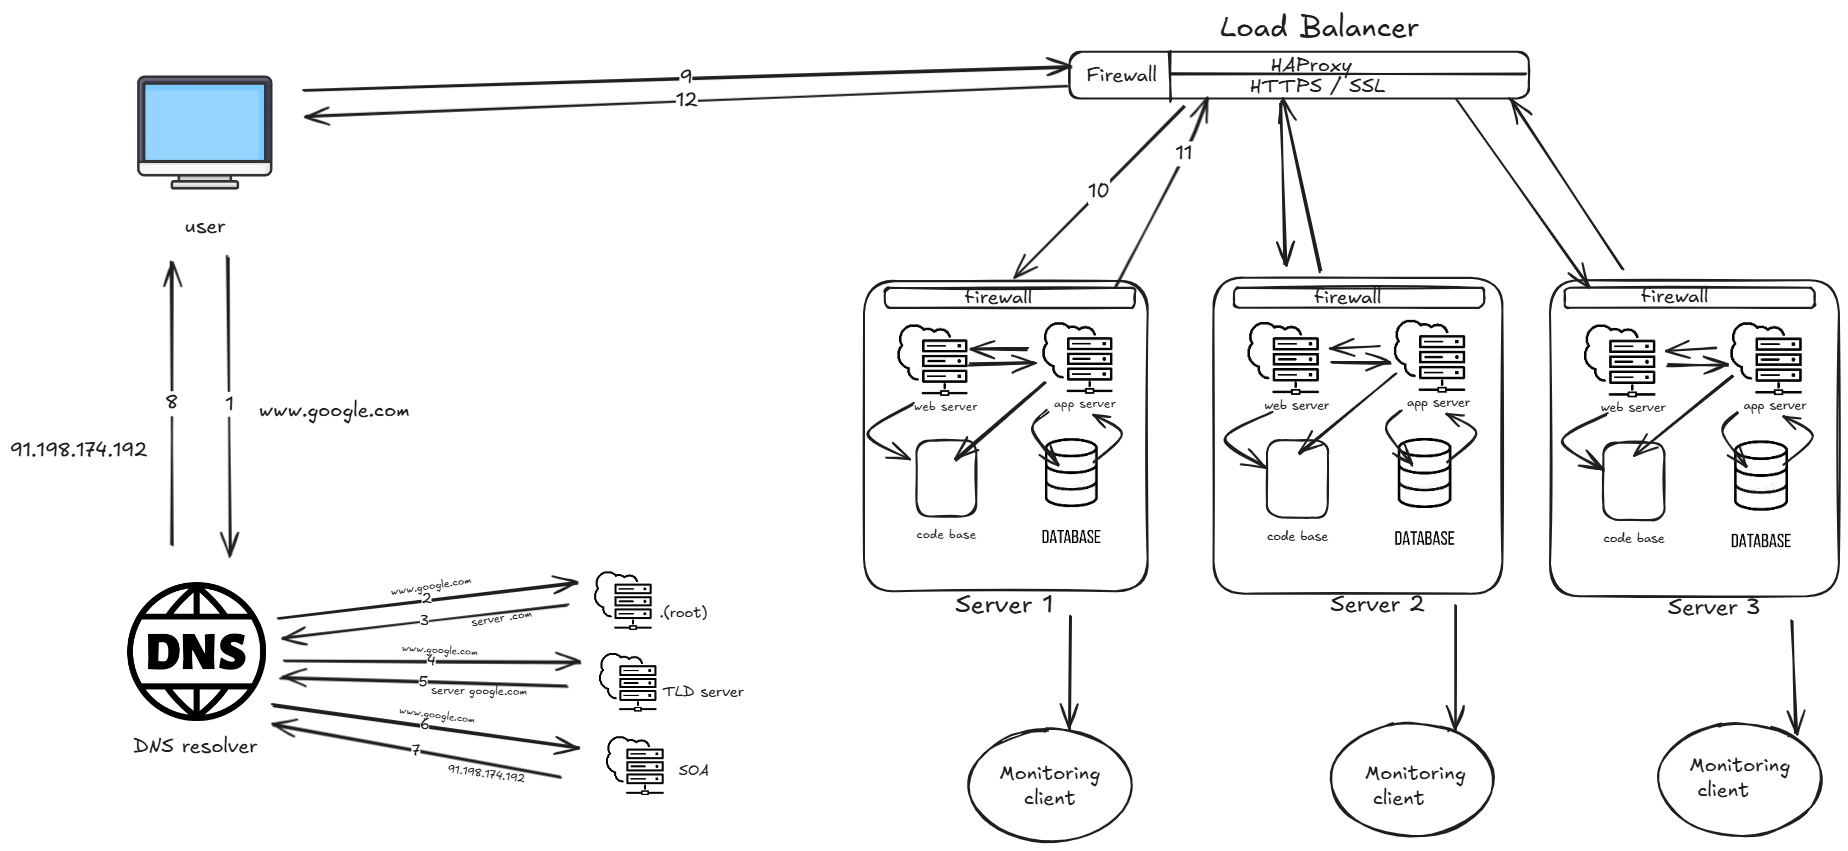 Load Balancer
Firewall
HAProxy
HTTPS / SSL
9
12
11
10
user
8
1
www.google.com
91.198.174.192
firewall
web server
app server
code base
DATABASE
Server 1
firewall
web server
app server
code base
DATABASE
Server 2
firewall
web server
app server
code base
DATABASE
Server 3
DNS
DNS resolver
www.google.com
2
3
server .com
.(root)
www.google.com
4
5
server google.com
TLD server
www.google.com
6
7
91.198.174.192
SOA
Monitoring
client
Monitoring
client
Monitoring
client